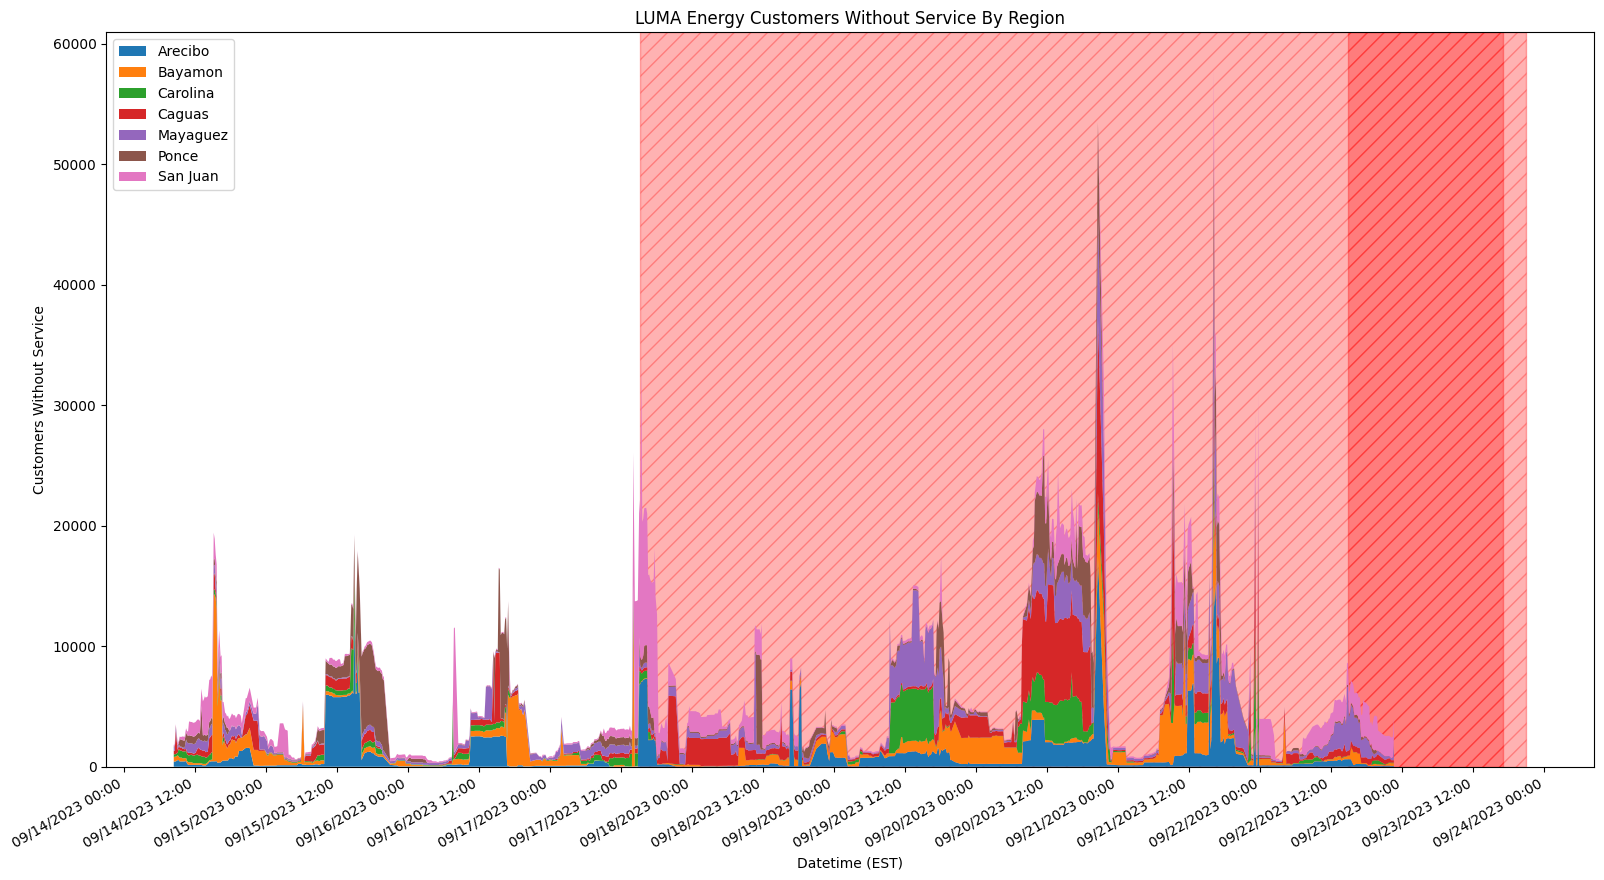 LUMA Energy Customers Without Service By Region
Arecibo
Bayamon
Carolina
Caguas
Mayaguez
Ponce
San Juan
60000
50000
40000
30000
20000
10000
0
Customers Without Service
09/14/2023 00:00
09/14/2023 12:00
09/15/2023 00:00
09/15/2023 12:00
09/16/2023 00:00
09/16/2023 12:00
09/17/2023 00:00
09/17/2023 12:00
09/18/2023 00:00
09/18/2023 12:00
09/19/2023 00:00
09/19/2023 12:00
09/20/2023 00:00
09/20/2023 12:00
09/21/2023 00:00
09/21/2023 12:00
09/22/2023 00:00
09/22/2023 12:00
09/23/2023 00:00
09/23/2023 12:00
09/24/2023 00:00
Datetime (EST)